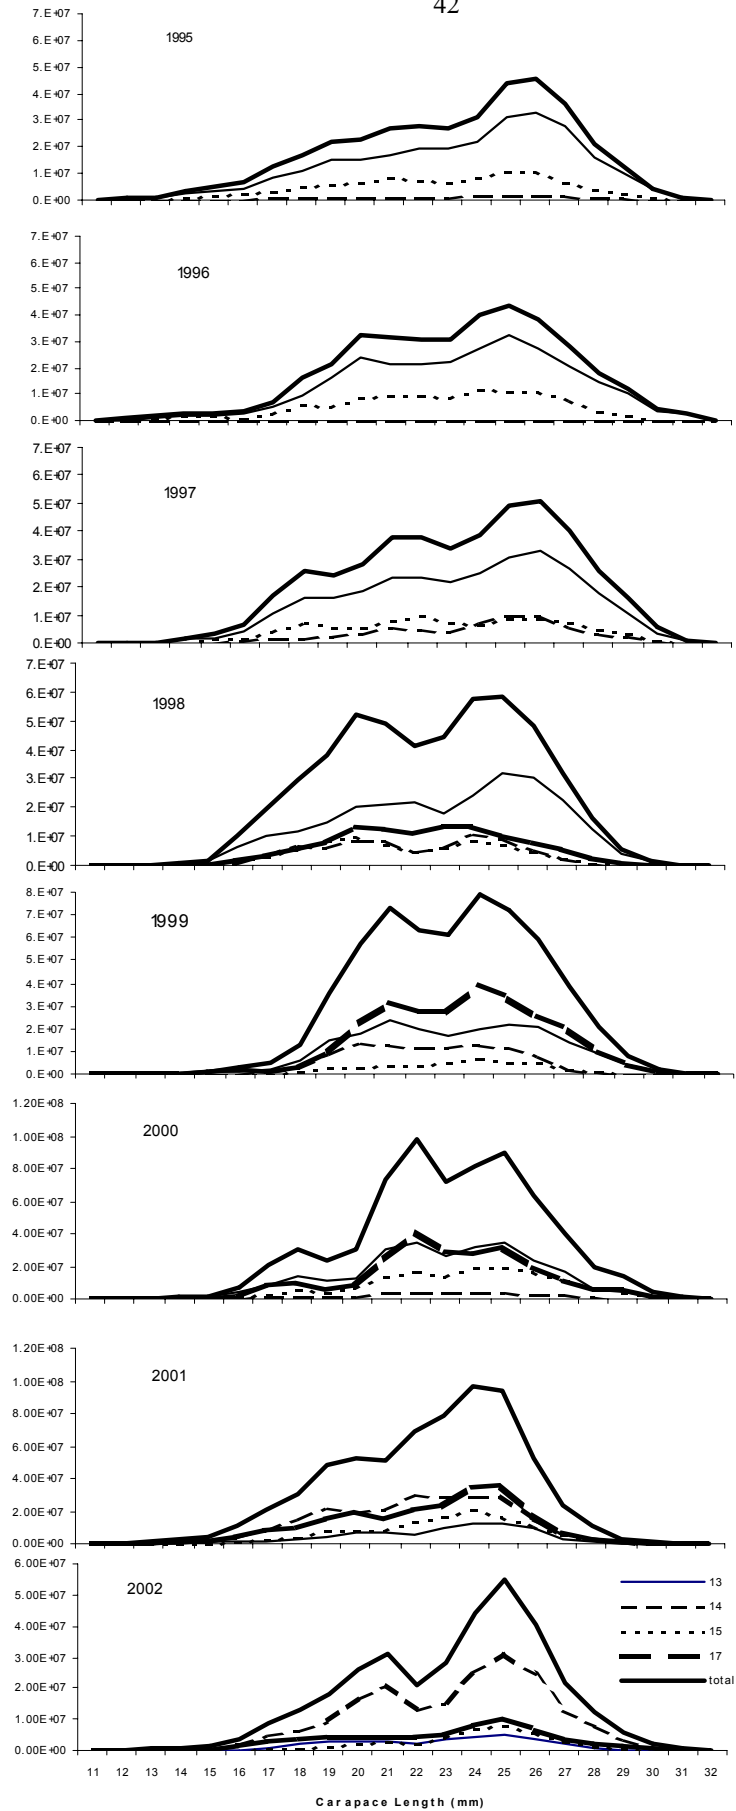 42
7.E+07
6.E+07
5.E+07
4.E+07
3.E+07
2.E+07
1.E+07
0.E+00
1995
7.E+07
6.E+07
5.E+07
4.E+07
3.E+07
2.E+07
1.E+07
0.E+00
1996
7.E+07
6.E+07
5.E+07
4.E+07
3.E+07
2.E+07
1.E+07
0.E+00
1997
7.E+07
6.E+07
5.E+07
4.E+07
3.E+07
2.E+07
1.E+07
0.E+00
1998
8.E+07
7.E+07
6.E+07
5.E+07
4.E+07
3.E+07
2.E+07
1.E+07
0.E+00
1999
1.20E+08
1.00E+08
8.00E+07
6.00E+07
4.00E+07
2.00E+07
0.00E+00
2000
1.20E+08
1.00E+08
8.00E+07
6.00E+07
4.00E+07
2.00E+07
0.00E+00
2001
6.00E+07
5.00E+07
4.00E+07
3.00E+07
2.00E+07
1.00E+07
0.00E+00
2002
13
14
15
17
total
11 12 13 14 15 16 17 18 19 20 21 22 23 24 25 26 27 28 29 30 31 32
Carapace Length (mm)